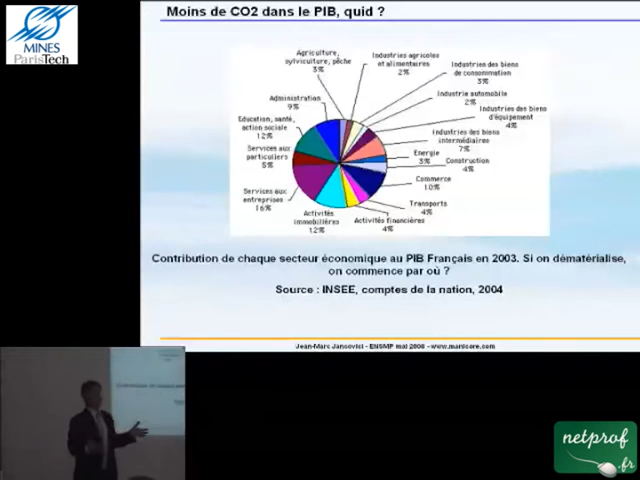 Moins de CO2 dans le PIB, quid ?
MINES
ParisTech
Agriculture,
sylviculture, pêche
3%
Industries agricoles
et alimentaires
2%
Industries des biens
de consommation
3%
Industrie automobile
2%
Industries des biens
d'équipement
4%
Industries des biens
intermédiaires
7%
Energie
3%
Construction
4%
Commerce
10%
Transports
4%
Activités financières
4%
Activités
immobilières
12%
Services aux
entreprises
16%
Services aux
particuliers
5%
Education, santé,
action sociale
12%
Administration
9%
Contribution de chaque secteur économique au PIB Français en 2003. Si on dématérialise,
on commence par où ?
Source : INSEE, comptes de la nation, 2004
Jean-Marc Jancovici - ENSMP mai 2008 - www.manicore.com
netprof
.fr